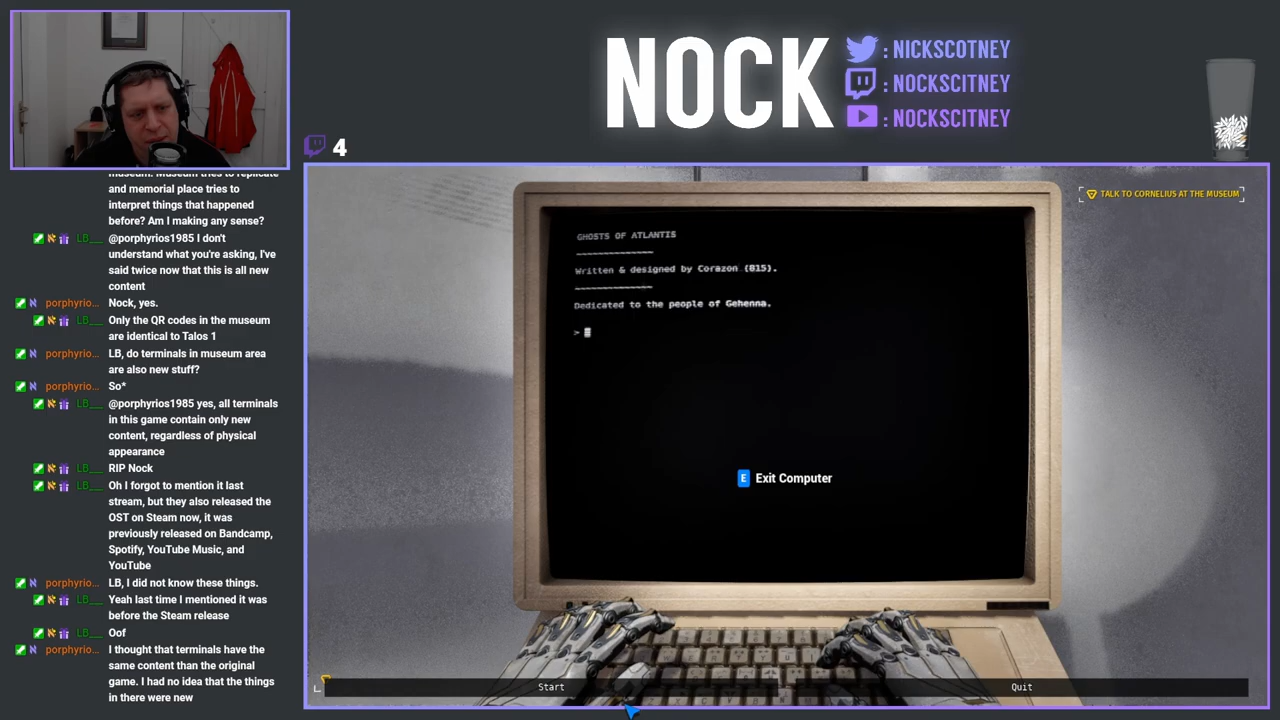 NOCK
: NICKSCOTNEY
: NOCKSCITNEY
: NOCKSCITNEY
4
museum. Museum tries to replicate
and memorial place tries to
interpret things that happened
before? Am I making any sense?
LB__ @porphyrios1985 I don't
understand what you're asking, I've
said twice now that this is all new
content
porphyrio... Nock, yes.
LB__ Only the QR codes in the museum
are identical to Talos 1
porphyrio... LB, do terminals in museum area
are also new stuff?
porphyrio... So*
LB__ @porphyrios1985 yes, all terminals
in this game contain only new
content, regardless of physical
appearance
LB__ RIP Nock
LB__ Oh I forgot to mention it last
stream, but they also released the
OST on Steam now, it was
previously released on Bandcamp,
Spotify, YouTube Music, and
YouTube
porphyrio... LB, I did not know these things.
LB__ Yeah last time I mentioned it was
before the Steam release
LB__ Oof
porphyrio... I thought that terminals have the
same content than the original
game. I had no idea that the things
in there were new
TALK TO CORNELIUS AT THE MUSEUM
GHOSTS OF ATLANTIS
~~~~~~~~~~~~~~
Written & designed by Corazon (815).
~~~~~~~~~~~~~~
Dedicated to the people of Gehenna.
>
E Exit Computer
Start
Quit